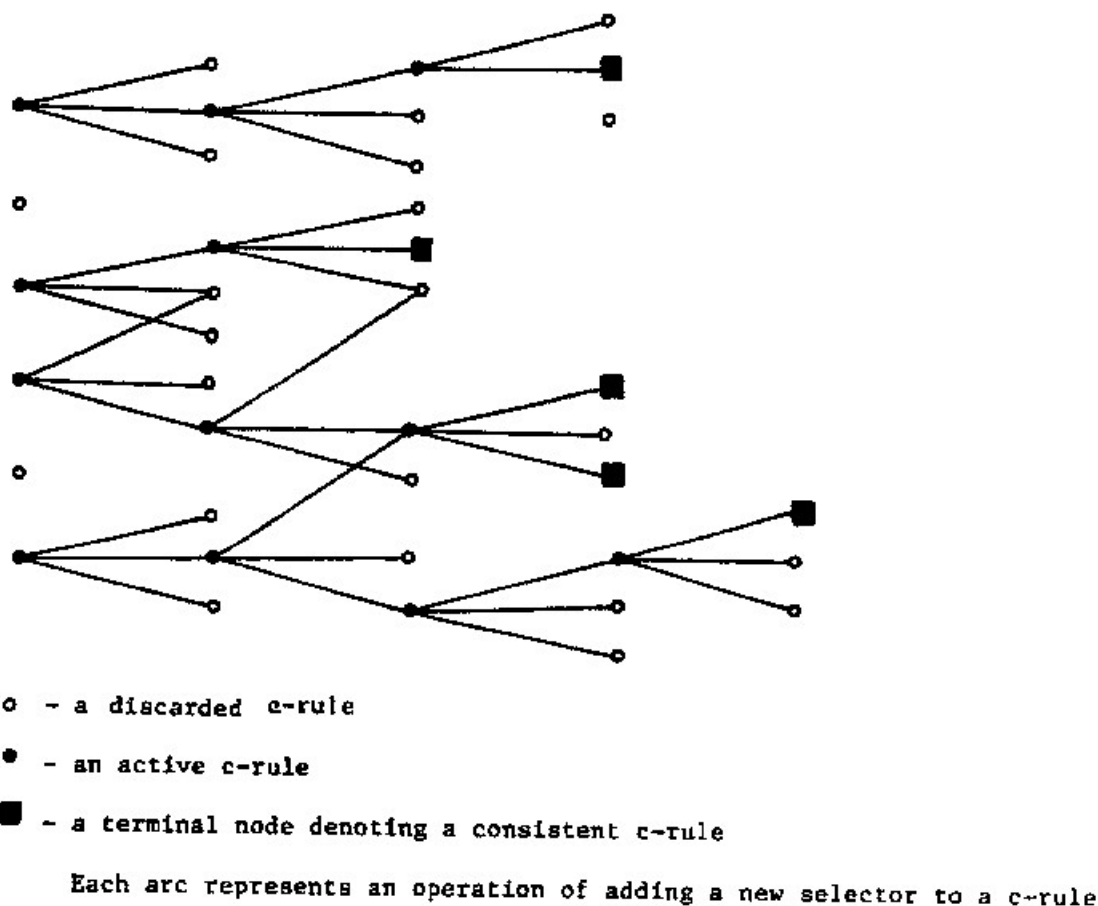 - a discarded c-rule
- an active c-rule
- a terminal node denoting a consistent c-rule
Each arc represents an operation of adding a new selector to a c-rule